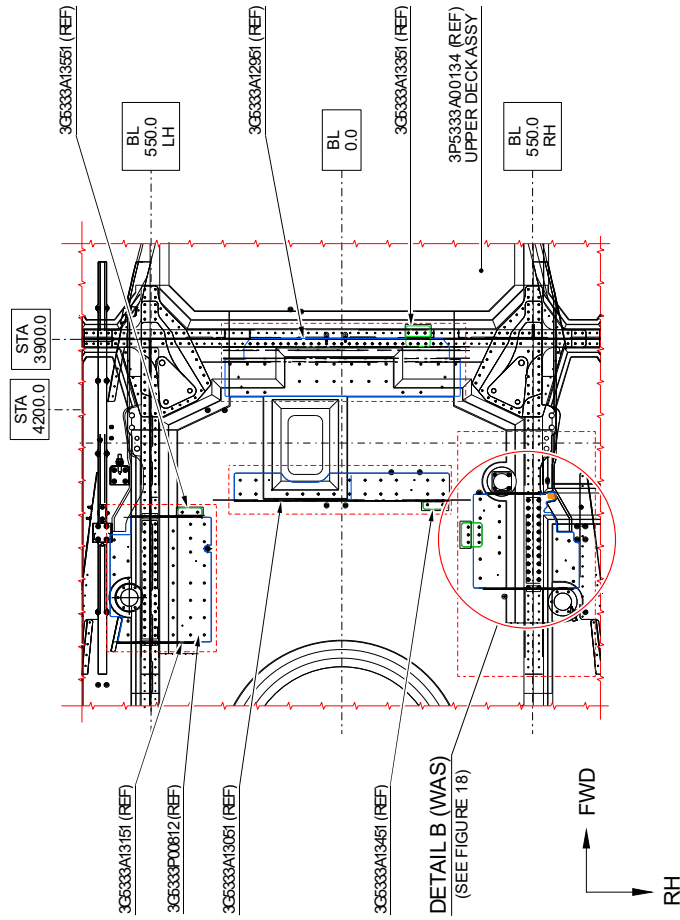 3G5333A13551 (REF)
BL
550.0
LH
3G5333A12951 (REF)
BL
0.0
3G5333A13351 (REF)
3P5333A00134 (REF)
UPPER DECK ASSY
BL
550.0
RH
STA
3900.0
STA
4200.0
3G5333A13151 (REF)
3G5333P00812 (REF)
3G5333A13051 (REF)
3G5333A13451 (REF)
DETAIL B (WAS)
(SEE FIGURE 18)
FWD
RH